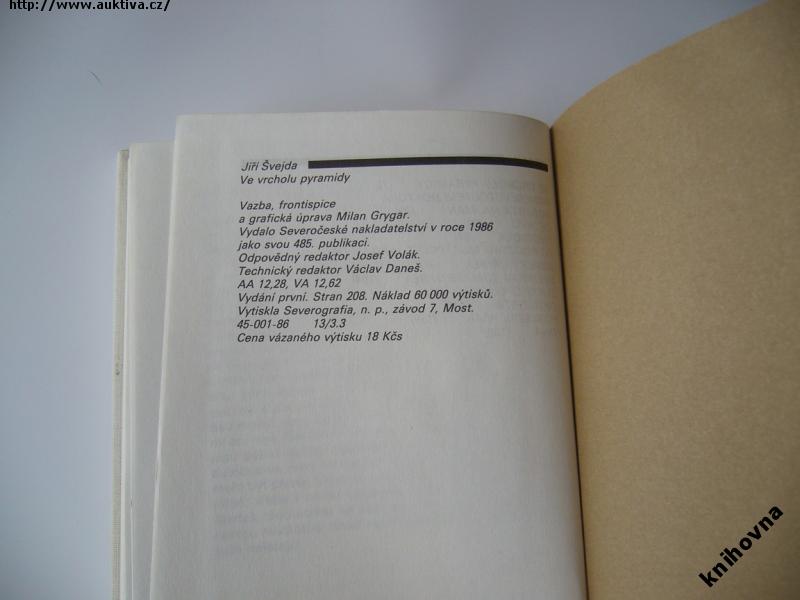 http://www.auktiva.cz/
Jiří Švejda
Ve vrcholu pyramidy
Vazba, frontispice
a grafická úprava Milan Grygar.
Vydalo Severočeské nakladatelství v roce 1986
jako svou 485. publikaci.
Odpovědný redaktor Josef Volák.
Technický redaktor Václav Daneš.
AA 12,28, VA 12,62
Vydání první. Stran 208. Náklad 60 000 výtisků.
Vytiskla Severografia, n. p., závod 7, Most.
45-001-86 13/3.3
Cena vázaného výtisku 18 Kčs
knihovna